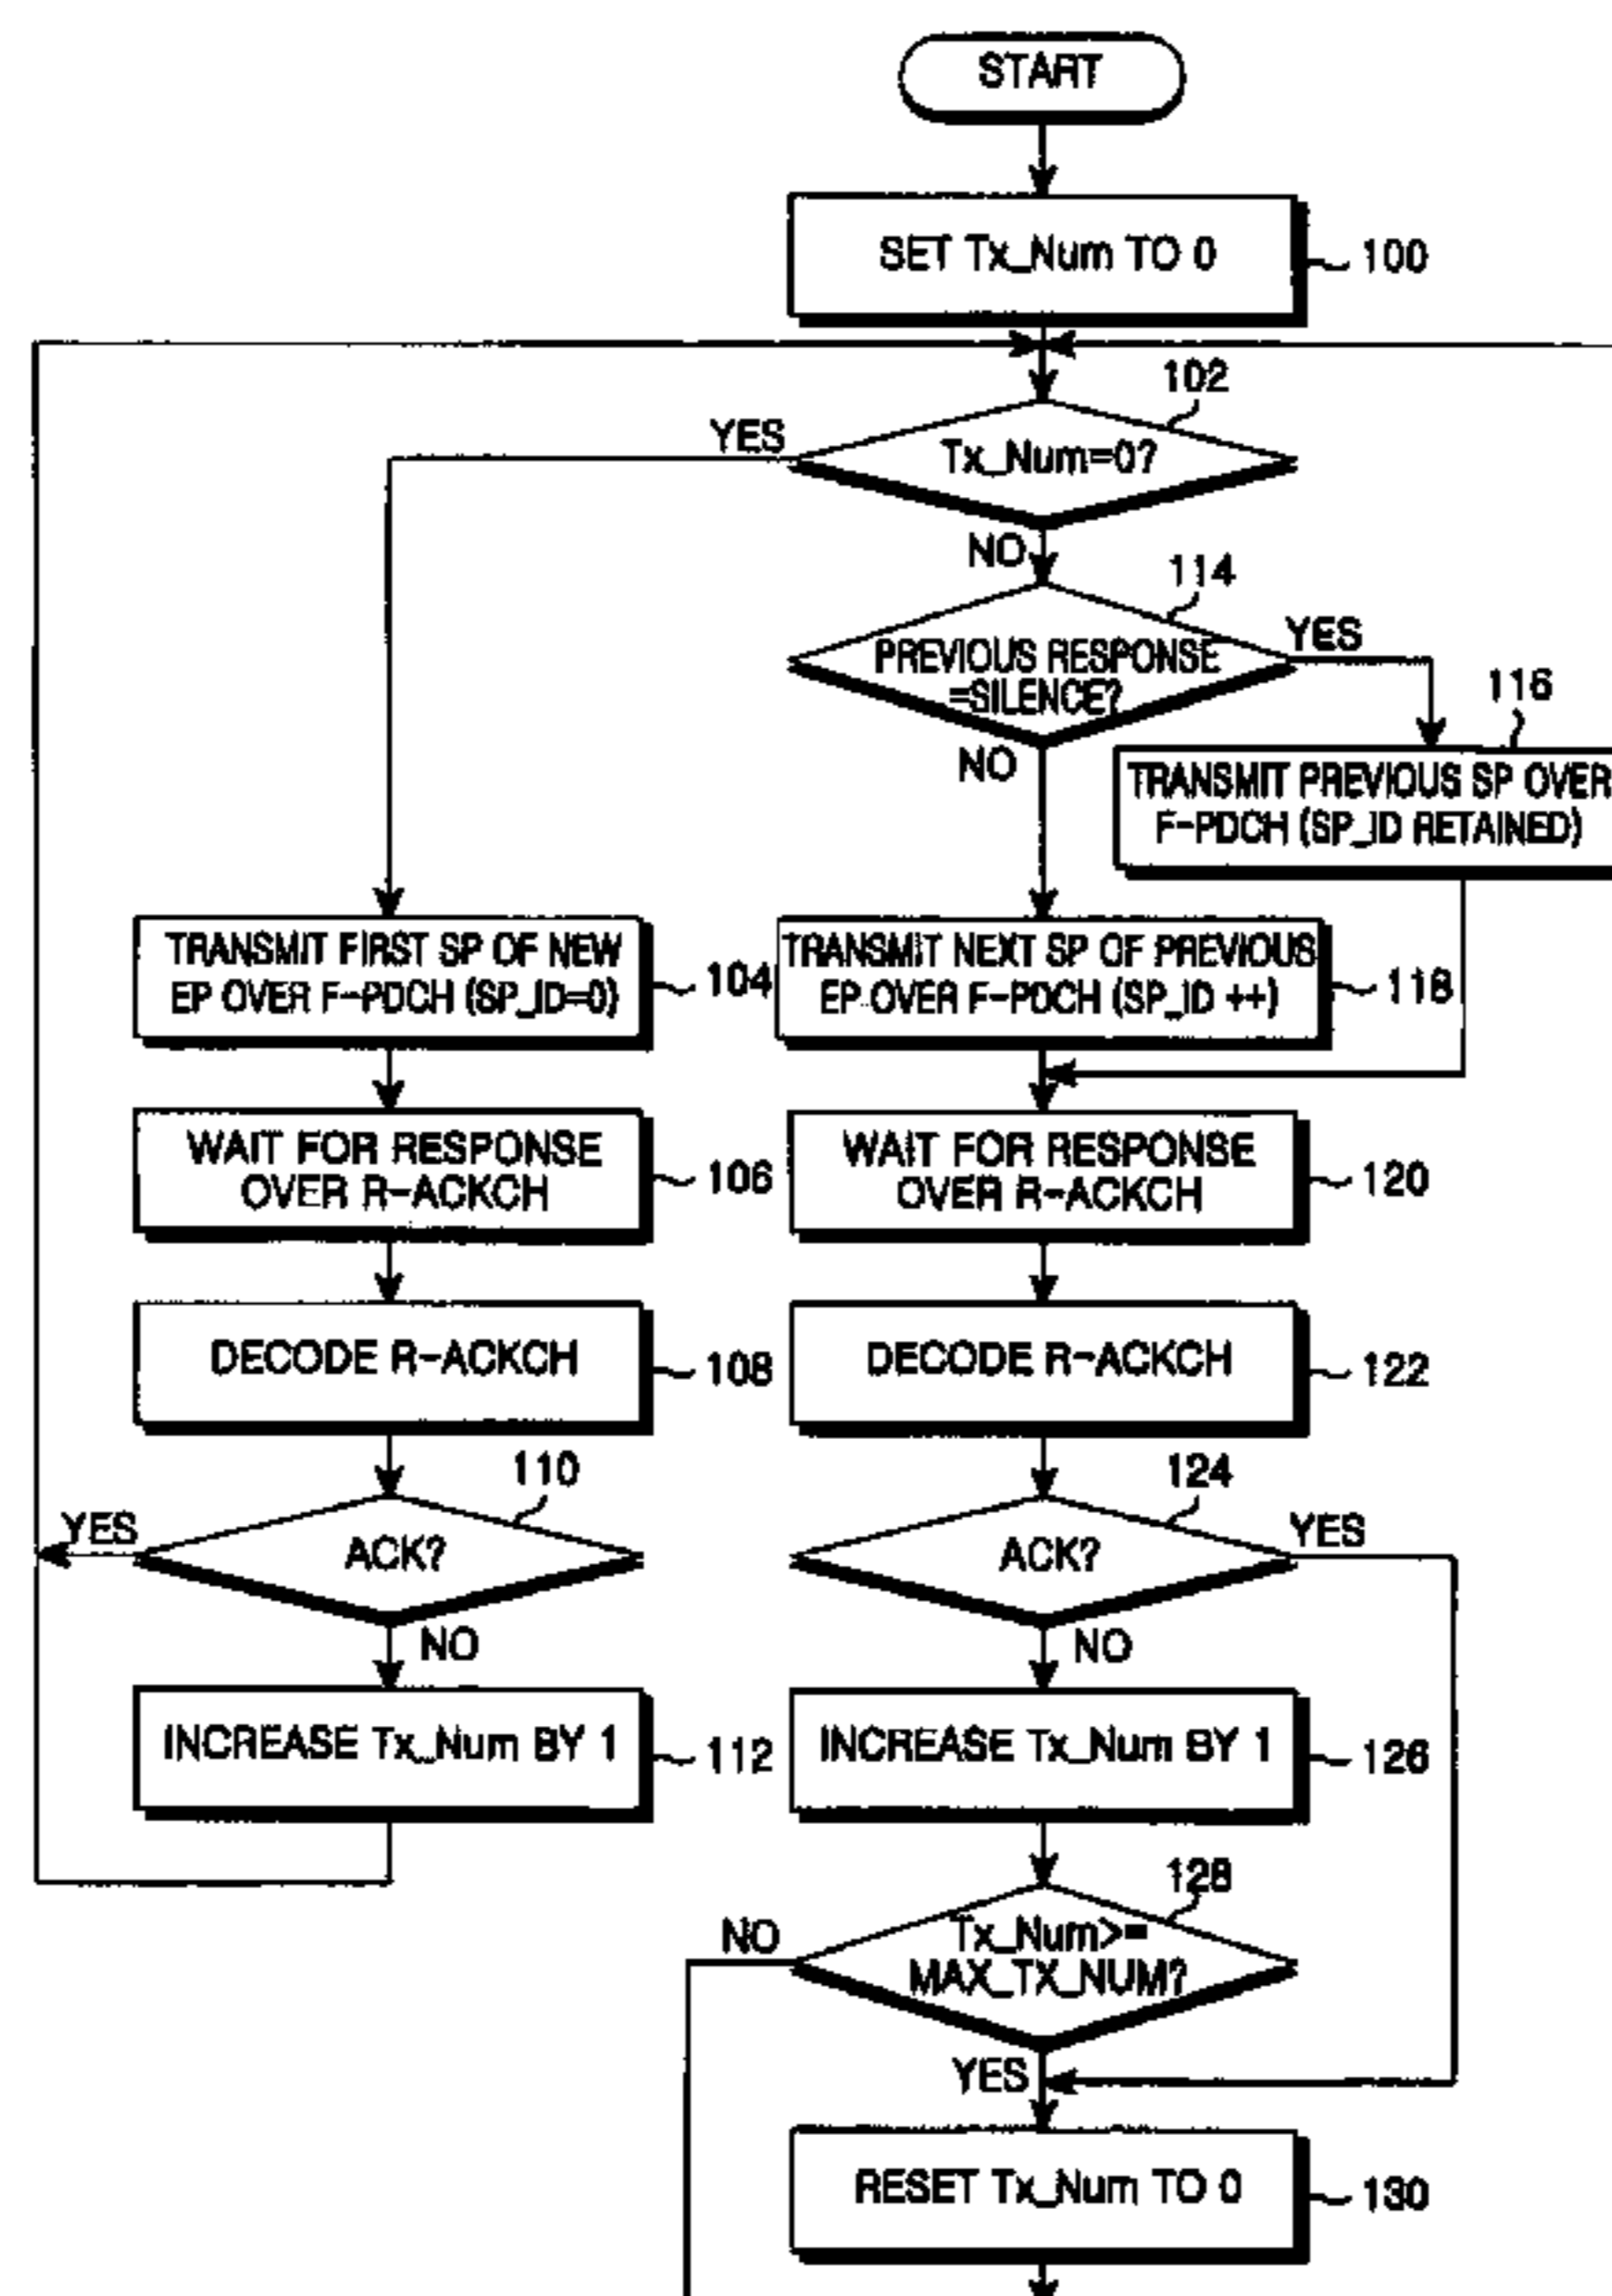 START
SET Tx_Num TO 0
100
102
YES
Tx_Num=0?
NO
114
PREVIOUS RESPONSE
=SILENCE?
YES
NO
116
TRANSMIT PREVIOUS SP OVER
F-PDCH (SP_ID RETAINED)
TRANSMIT FIRST SP OF NEW
EP OVER F-PDCH (SP_ID=0)
104
TRANSMIT NEXT SP OF PREVIOUS
EP OVER F-PDCH (SP_ID ++)
118
WAIT FOR RESPONSE
OVER R-ACKCH
106
WAIT FOR RESPONSE
OVER R-ACKCH
120
DECODE R-ACKCH
108
DECODE R-ACKCH
122
110
YES
ACK?
NO
124
ACK?
YES
NO
INCREASE Tx_Num BY 1
112
INCREASE Tx_Num BY 1
126
128
NO
Tx_Num>=
MAX_TX_NUM?
YES
RESET Tx_Num TO 0
130